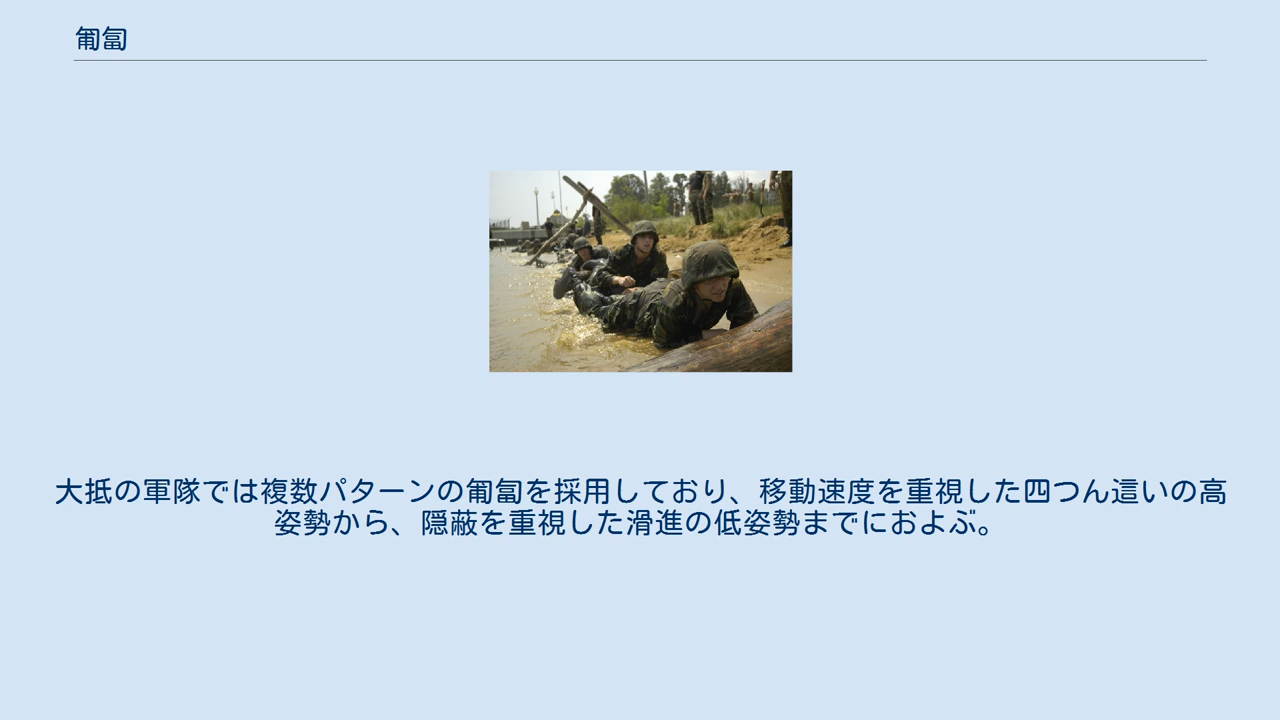 匍匐
大抵の軍隊では複数パターンの匍匐を採用しており、移動速度を重視した四つん這いの高
姿勢から、隠蔽を重視した滑進の低姿勢までにおよぶ。